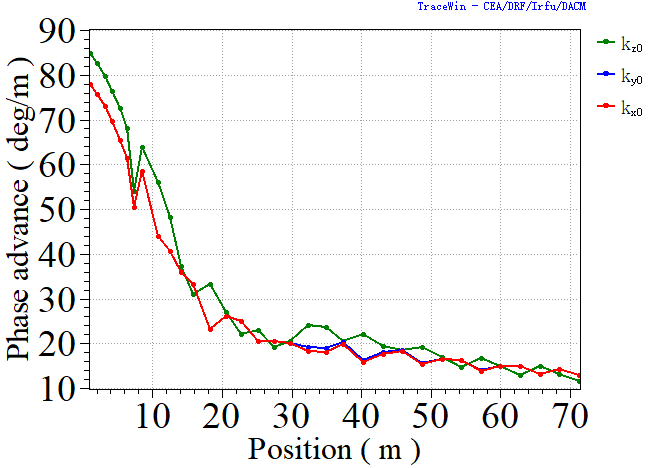 TraceWin - CEA/DRF/Irfu/DACM
Phase advance ( deg/m )
90
80
70
60
50
40
30
20
10
10 20 30 40 50 60 70
Position ( m )
kz0
ky0
kx0